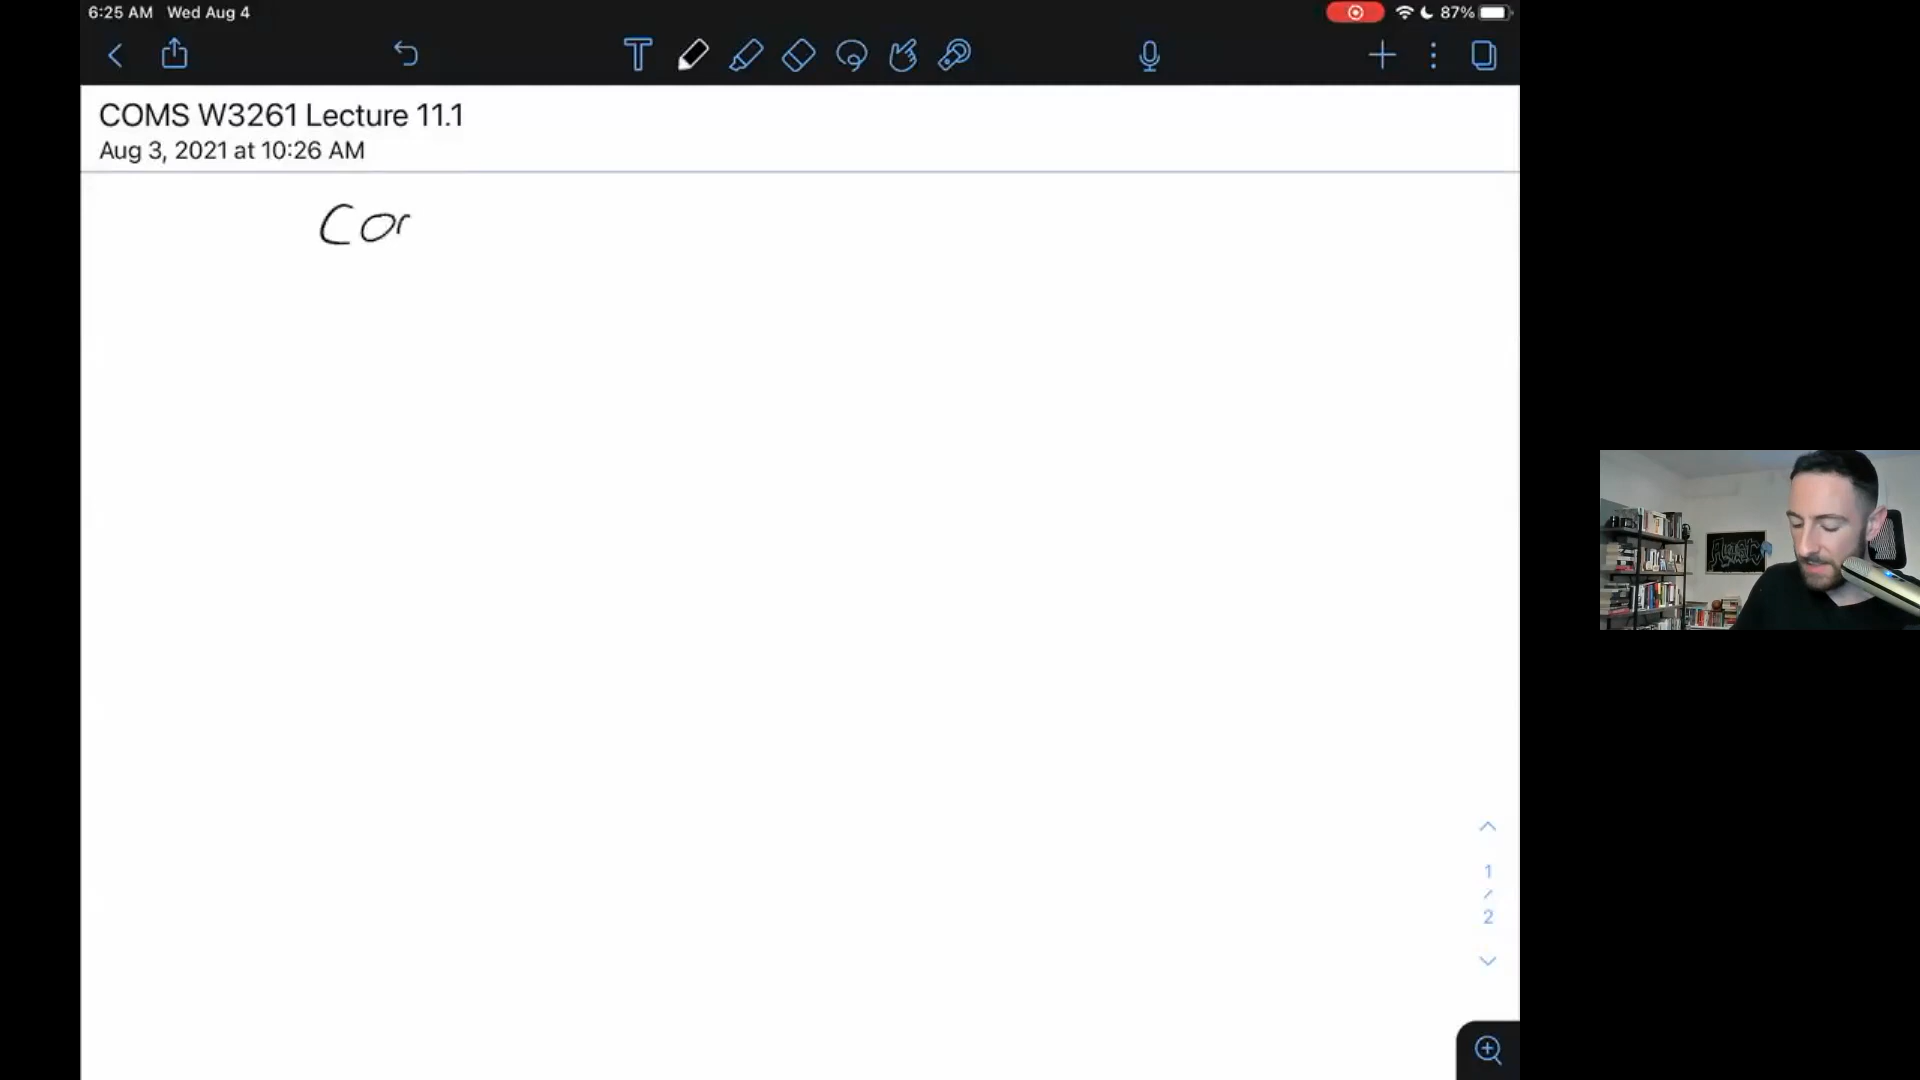 6:25 AM Wed Aug 4
87%
T
COMS W3261 Lecture 11.1
Aug 3, 2021 at 10:26 AM
Cor
1
/
2